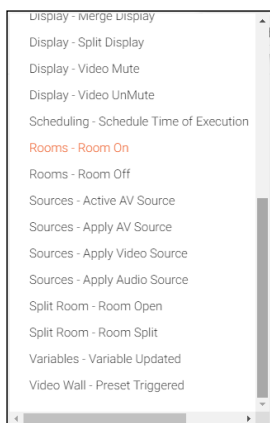 Display - Merge Display
Display - Split Display
Display - Video Mute
Display - Video UnMute
Scheduling - Schedule Time of Execution
Rooms - Room On
Rooms - Room Off
Sources - Active AV Source
Sources - Apply AV Source
Sources - Apply Video Source
Sources - Apply Audio Source
Split Room - Room Open
Split Room - Room Split
Variables - Variable Updated
Video Wall - Preset Triggered